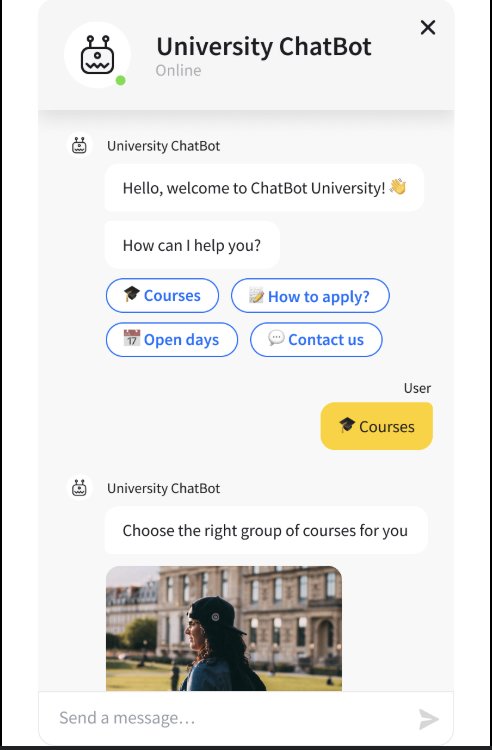 University ChatBot
Online
University ChatBot
Hello, welcome to ChatBot University! 👋
How can I help you?
🎓 Courses
📝 How to apply?
📅 Open days
💬 Contact us
User
🎓 Courses
University ChatBot
Choose the right group of courses for you
Send a message...